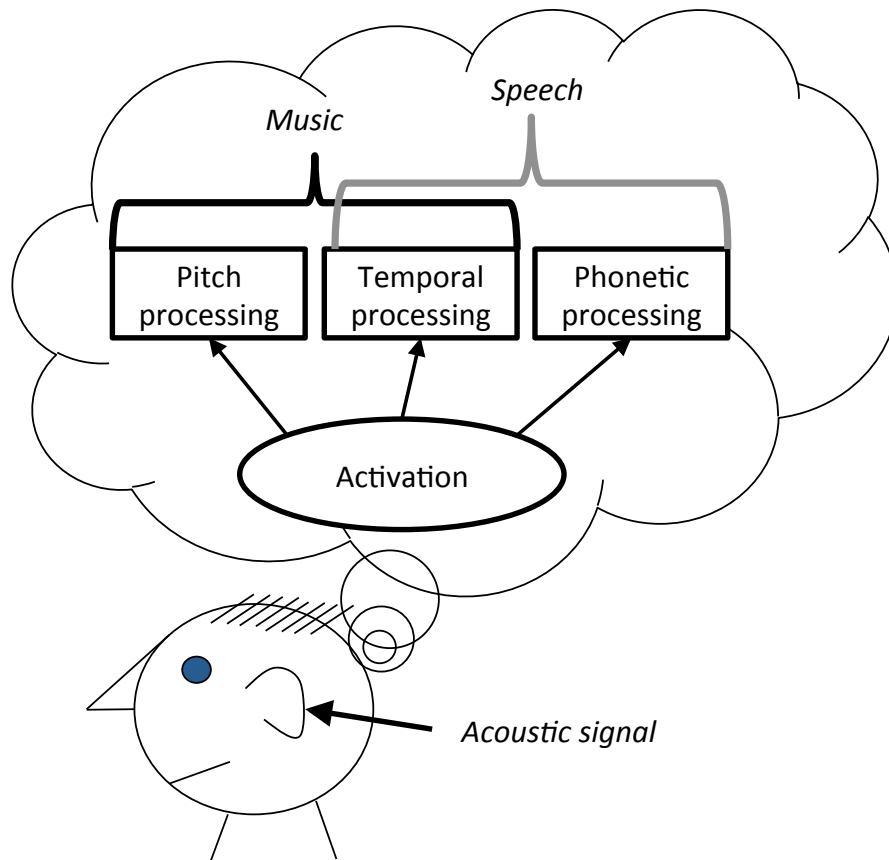 Speech
Music
Pitch
processing
Temporal
processing
Phonetic
processing
Activation
Acoustic signal